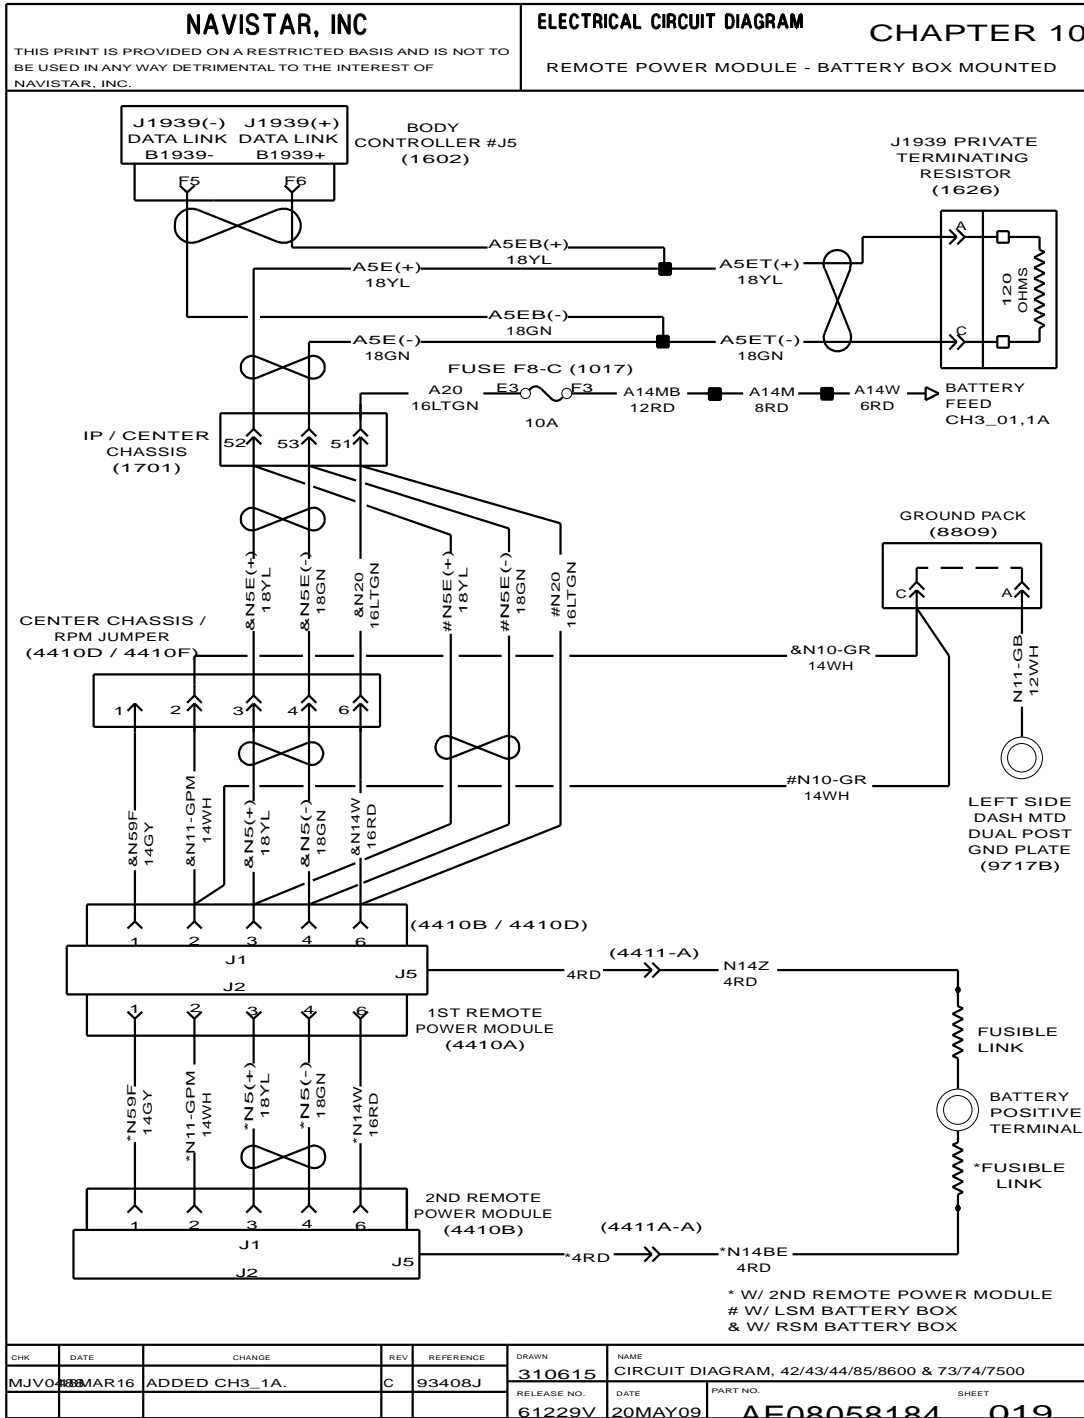 NAVISTAR, INC
THIS PRINT IS PROVIDED ON A RESTRICTED BASIS AND IS NOT TO
BE USED IN ANY WAY DETRIMENTAL TO THE INTEREST OF
NAVISTAR, INC.
ELECTRICAL CIRCUIT DIAGRAM
CHAPTER 10
REMOTE POWER MODULE - BATTERY BOX MOUNTED
J1939(-) J1939(+)
DATA LINK DATA LINK
B1939- B1939+
F5 F6
BODY
CONTROLLER #J5
(1602)
J1939 PRIVATE
TERMINATING
RESISTOR
(1626)
A
C
120
OHMS
A5EB(+)
18YL
A5E(+)
18YL
A5ET(+)
18YL
A5EB(-)
18GN
A5E(-)
18GN
A5ET(-)
18GN
FUSE F8-C (1017)
A20
16LTGN
E3 F3
10A
A14MB
12RD
A14M
8RD
A14W
6RD
BATTERY
FEED
CH3_01,1A
IP / CENTER
CHASSIS
(1701)
52 53 51
GROUND PACK
(8809)
C A
&N5E(+)
18YL
&N5E(-)
18GN
&N20
16LTGN
#N5E(+)
18YL
#N5E(-)
18GN
#N20
16LTGN
CENTER CHASSIS /
RPM JUMPER
(4410D / 4410F)
1 2 3 4 6
&N10-GR
14WH
N11-GB
12WH
#N10-GR
14WH
LEFT SIDE
DASH MTD
DUAL POST
GND PLATE
(9717B)
&N59F
14GY
&N11-GPM
14WH
&N5(+)
18YL
&N5(-)
18GN
&N14W
16RD
(4410B / 4410D)
1 2 3 4 6
J1
J2
J5
4RD
(4411-A)
N14Z
4RD
1 2 3 4 6
1ST REMOTE
POWER MODULE
(4410A)
FUSIBLE
LINK
BATTERY
POSITIVE
TERMINAL
*FUSIBLE
LINK
*N59F
14GY
*N11-GPM
14WH
*N5(+)
18YL
*N5(-)
18GN
*N14W
16RD
2ND REMOTE
POWER MODULE
(4410B)
1 2 3 4 6
J1
J2
J5
*4RD
(4411A-A)
*N14BE
4RD
* W/ 2ND REMOTE POWER MODULE
# W/ LSM BATTERY BOX
& W/ RSM BATTERY BOX
CHK DATE CHANGE REV REFERENCE
ADDED CH3_1A. C 93408J
DRAWN
310615
NAME
CIRCUIT DIAGRAM, 42/43/44/85/8600 & 73/74/7500
RELEASE NO.
61229V
DATE
20MAY09
PART NO.
AE08058184
SHEET
019